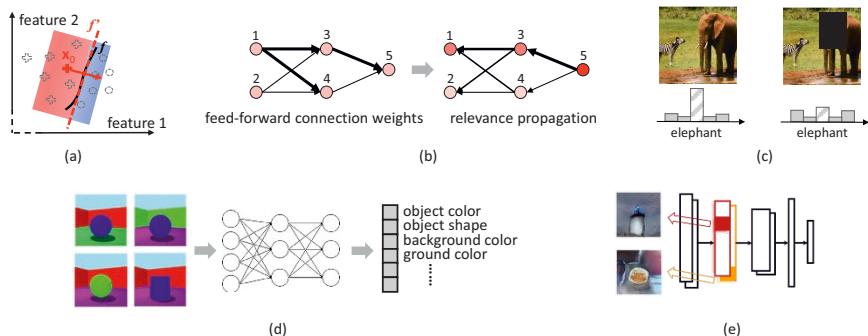 feature 2
f'
f
x₀
feature 1
(a)
1
3
5
2
4
feed-forward connection weights
1
3
5
2
4
relevance propagation
(b)
elephant
elephant
(c)
object color
object shape
background color
ground color
(d)
(e)